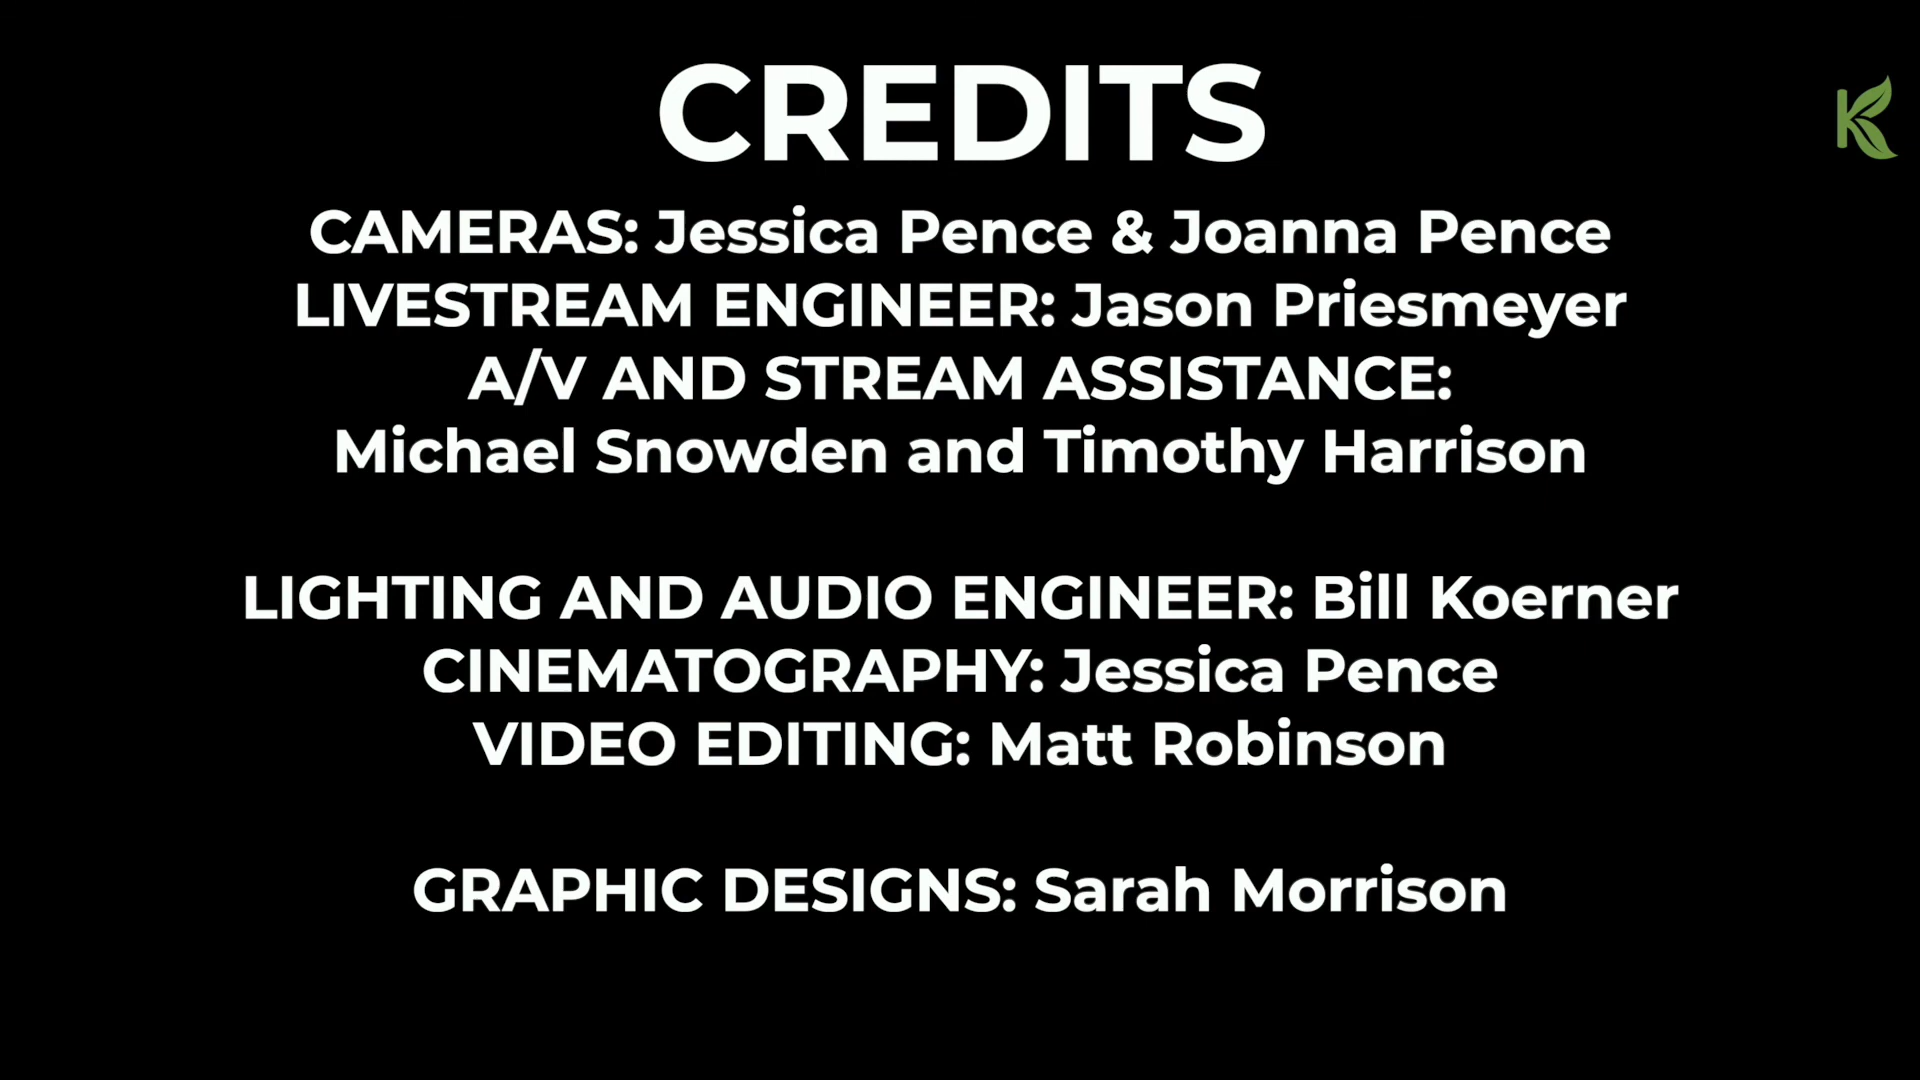 CREDITS
CAMERAS: Jessica Pence & Joanna Pence
LIVESTREAM ENGINEER: Jason Priesmeyer
A/V AND STREAM ASSISTANCE:
Michael Snowden and Timothy Harrison
LIGHTING AND AUDIO ENGINEER: Bill Koerner
CINEMATOGRAPHY: Jessica Pence
VIDEO EDITING: Matt Robinson
GRAPHIC DESIGNS: Sarah Morrison
K